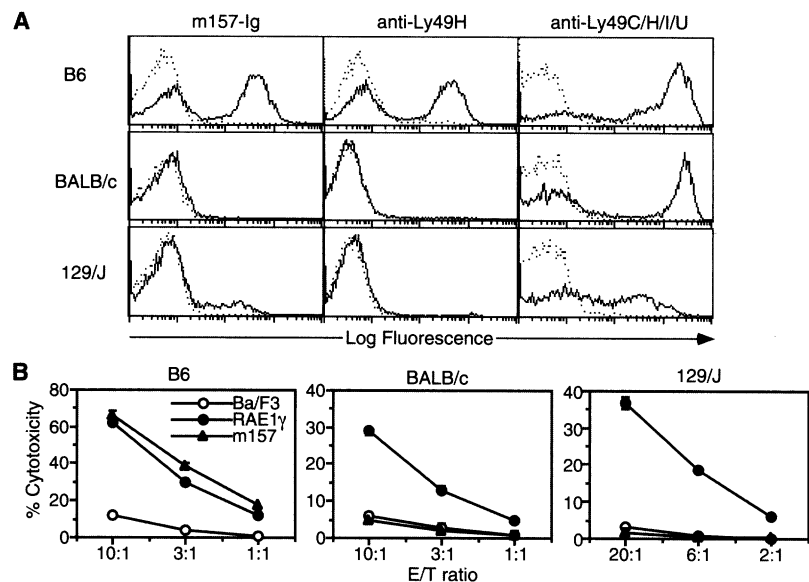 A
m157-Ig anti-Ly49H anti-Ly49C/H/I/U
B6
BALB/c
129/J
Log Fluorescence
B
B6 BALB/c 129/J
% Cytotoxicity
80
60
40
20
0
Ba/F3
RAE1γ
m157
10:1 3:1 1:1
40
30
20
10
0
10:1 3:1 1:1
40
30
20
10
0
20:1 6:1 2:1
E/T ratio